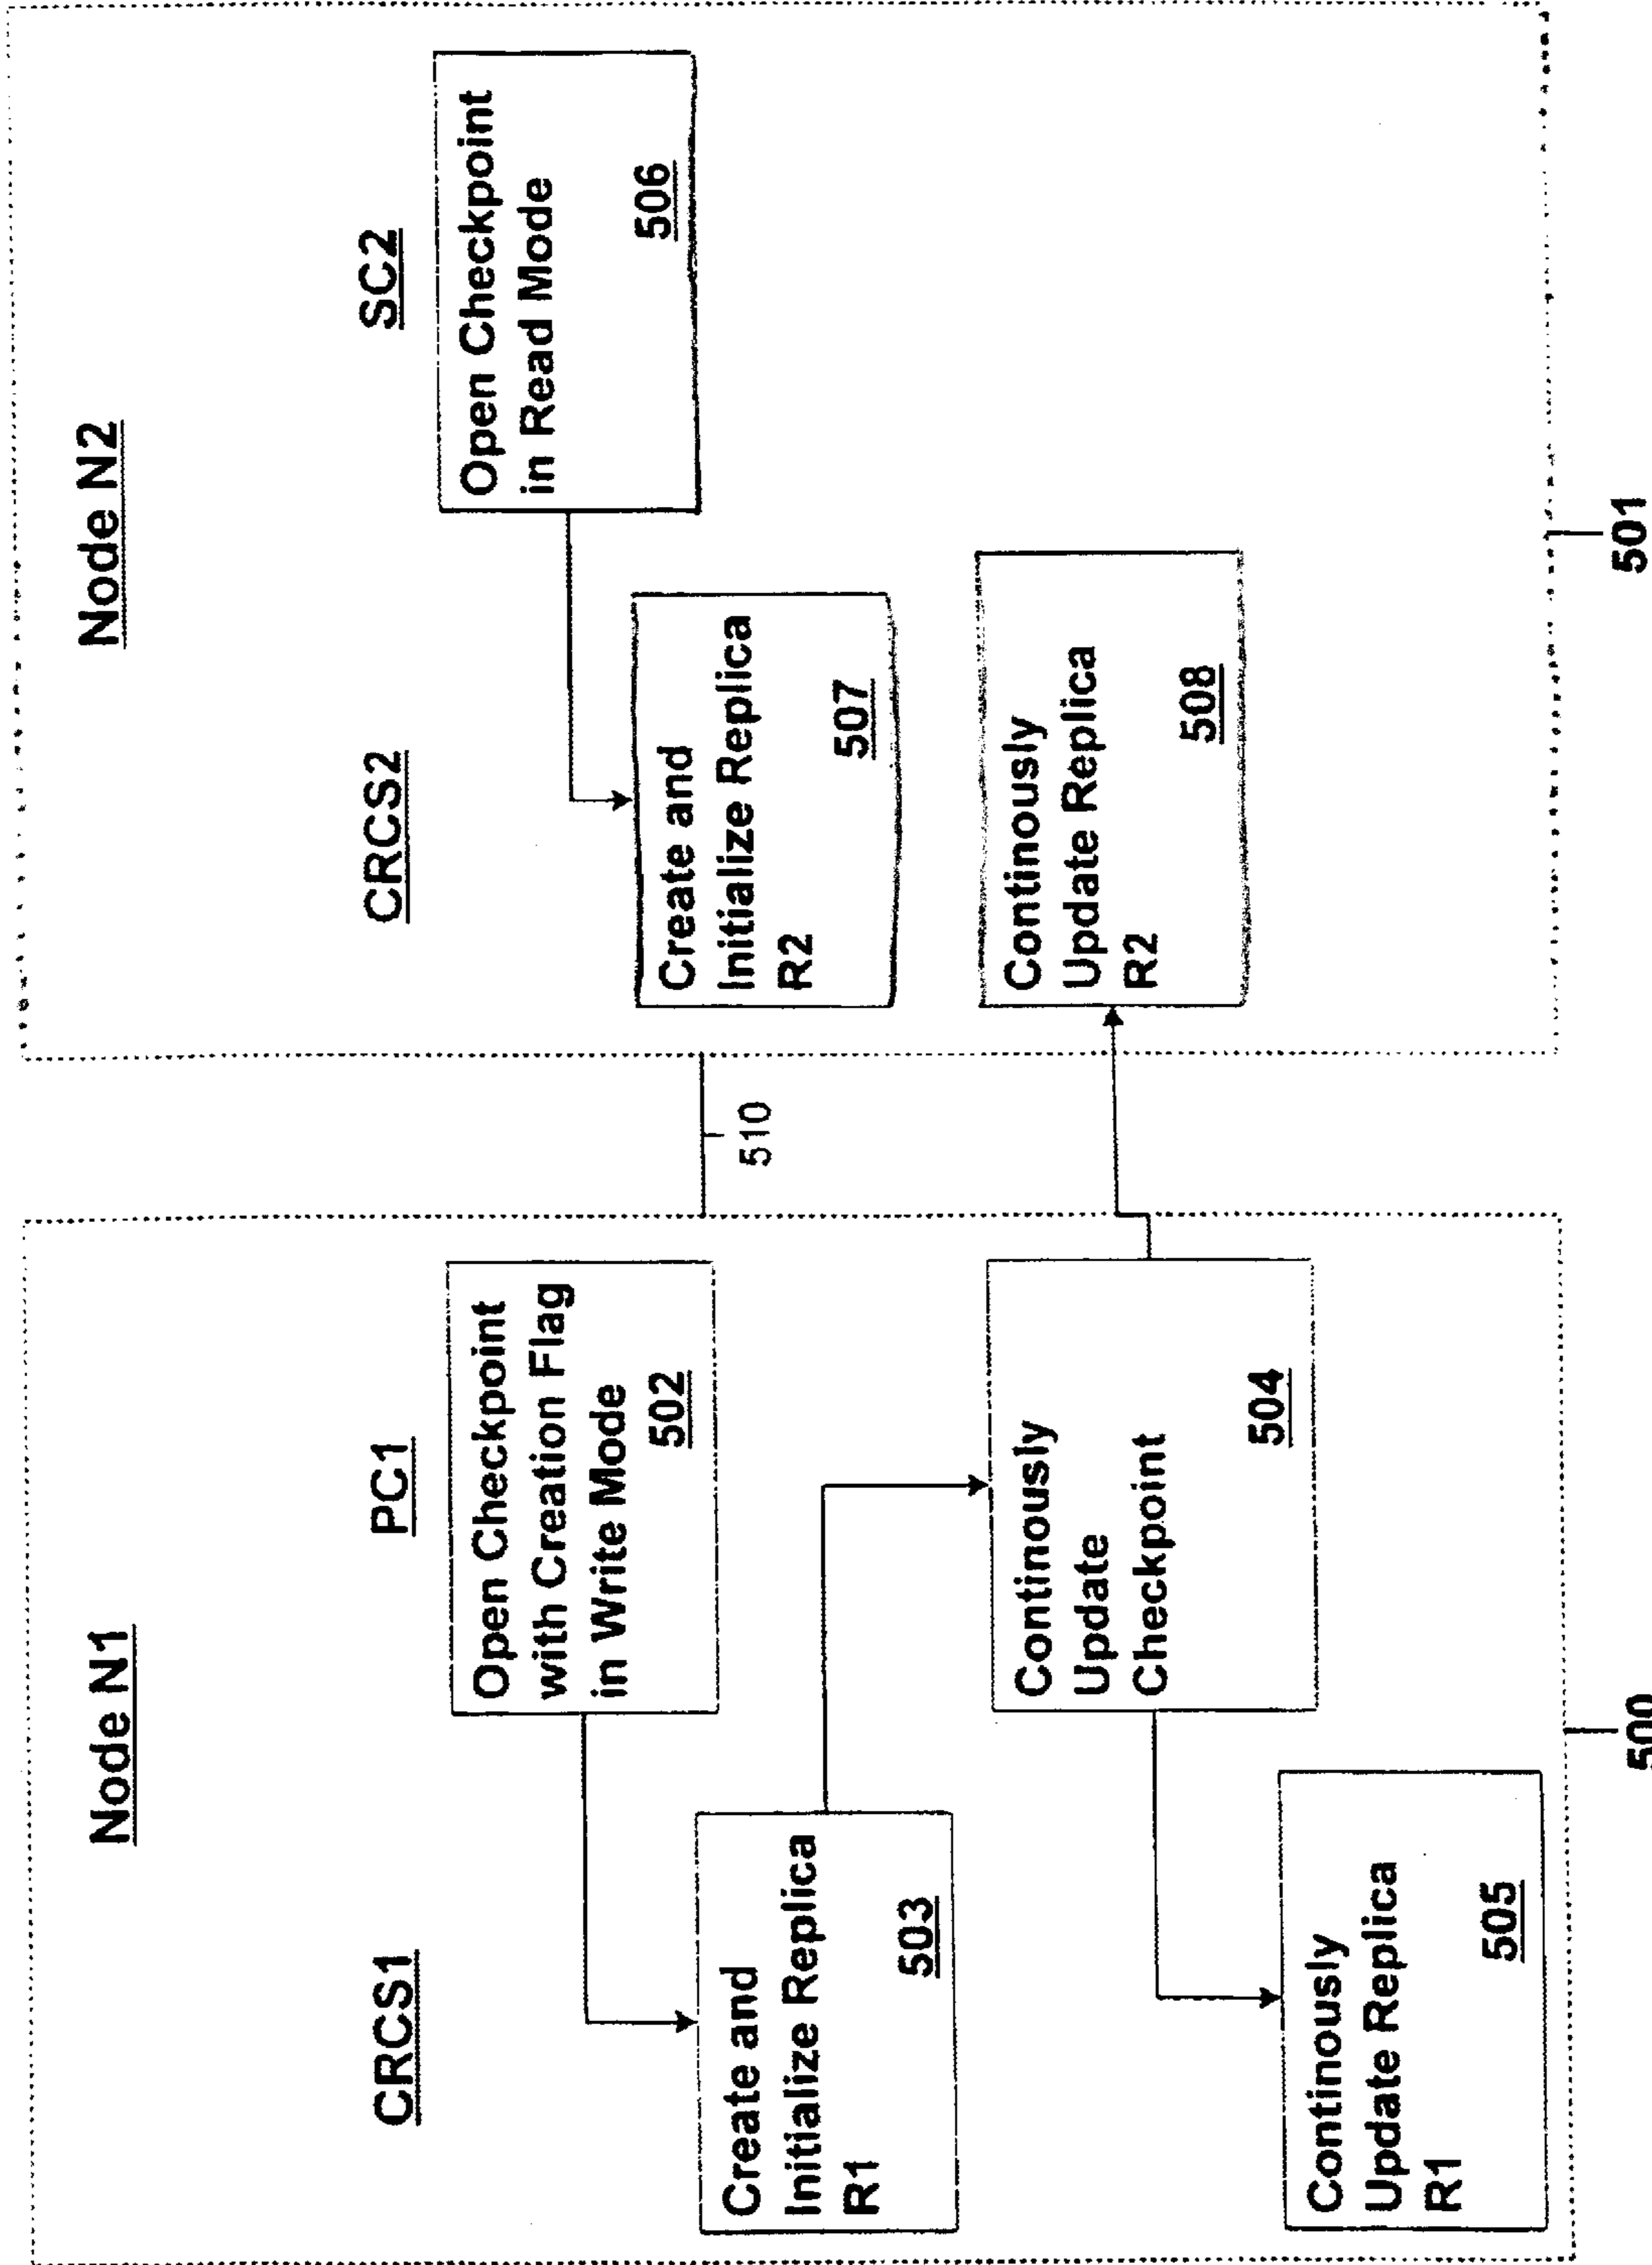 Node N1
CRCS1
PC1
Open Checkpoint
with Creation Flag
in Write Mode
502
Create and
Initialize Replica
R1
503
Continously
Update
Checkpoint
504
Continously
Update Replica
R1
505
500
510
Node N2
CRCS2
SC2
Open Checkpoint
in Read Mode
506
Create and
Initialize Replica
R2
507
Continously
Update Replica
R2
508
501